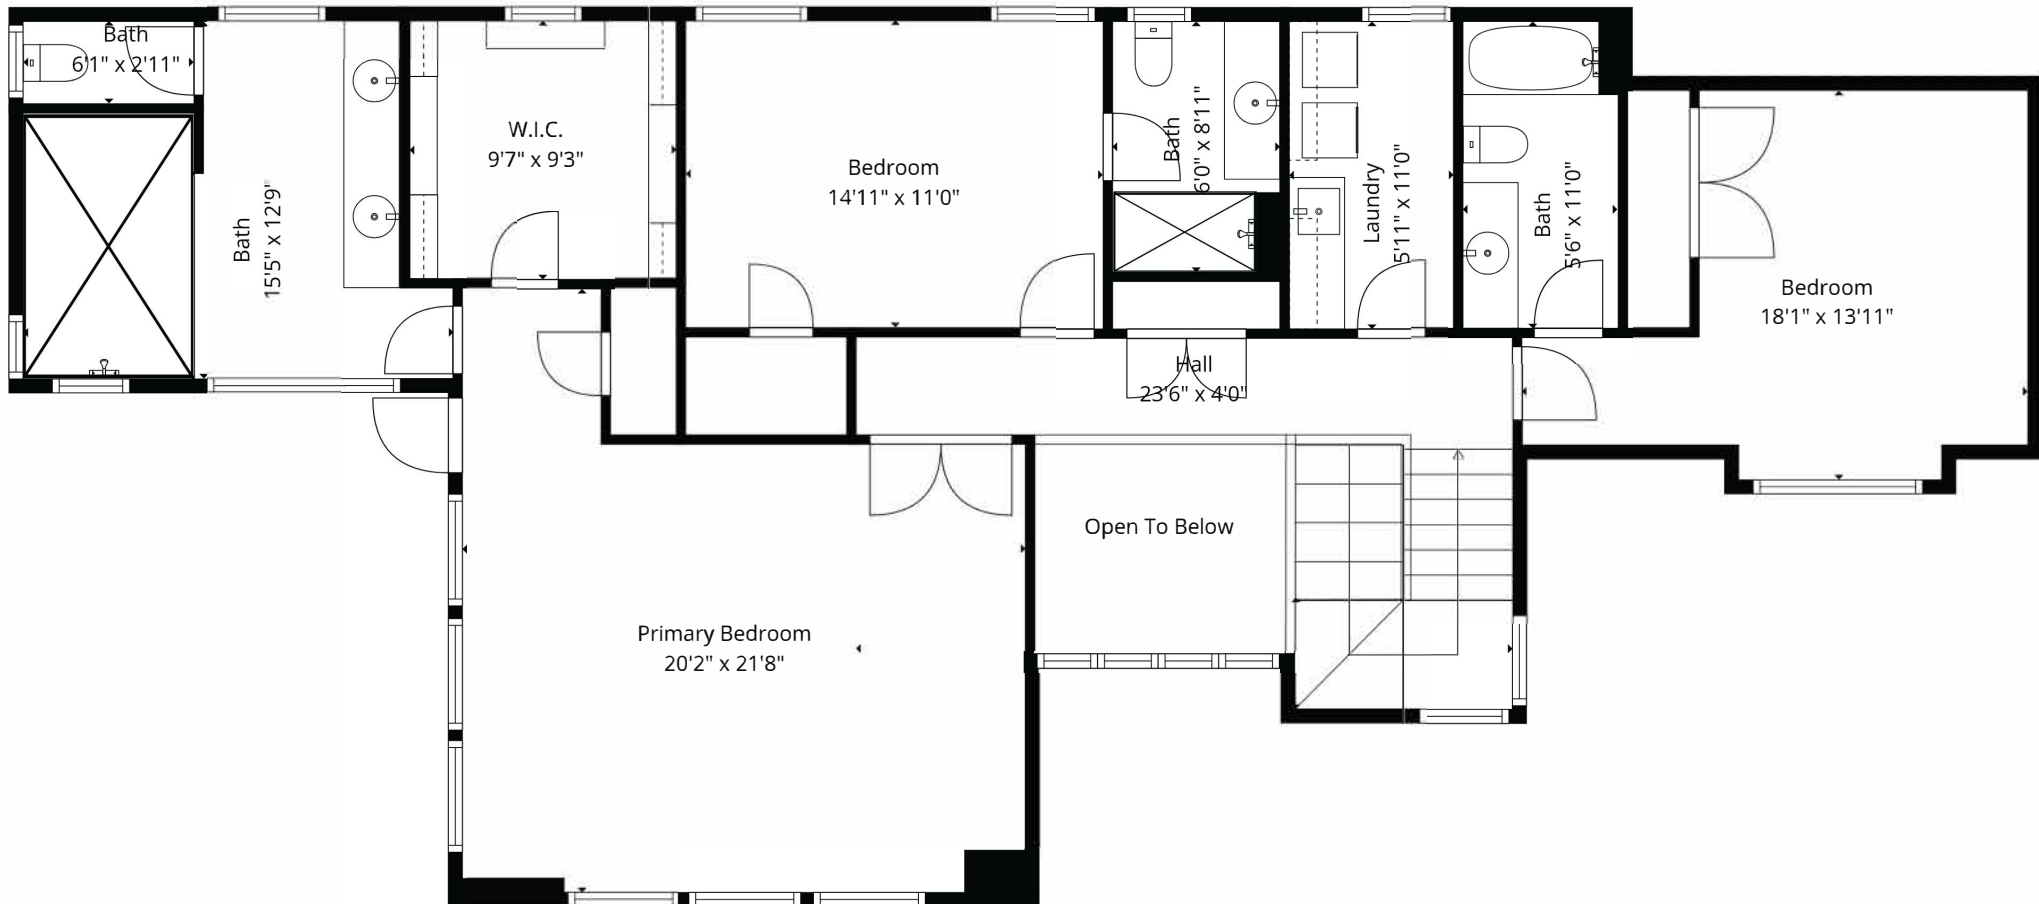 Bath
6'1" x 2'11"
W.I.C.
9'7" x 9'3"
Bedroom
14'11" x 11'0"
Bath
6'0" x 8'11"
Laundry
5'11" x 11'0"
Bath
5'6" x 11'0"
Bath
15'5" x 12'9"
Bedroom
18'1" x 13'11"
Hall
23'6" x 4'0"
Open To Below
Primary Bedroom
20'2" x 21'8"